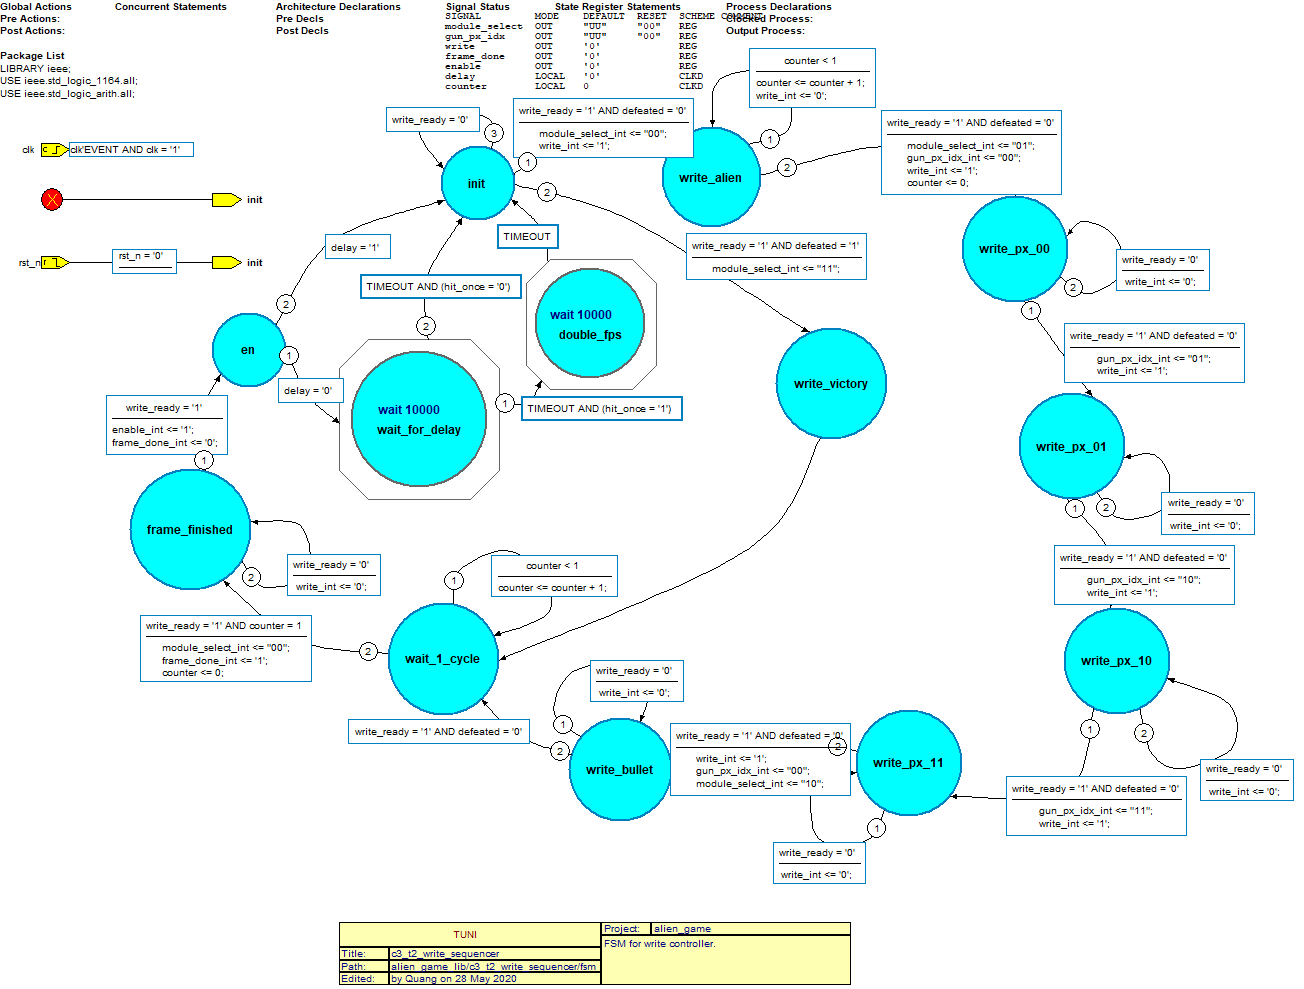 Global Actions
Pre Actions:
Post Actions:
Concurrent Statements
Architecture Declarations
Pre Decls
Post Decls
Signal Status
SIGNAL MODE DEFAULT RESET SCHEME
module_select OUT "UU" "00" REG
gun_px_idx OUT "UU" "00" REG
write OUT '0' REG
frame_done OUT '0' REG
enable OUT '0' REG
delay LOCAL '0' CLKD
counter LOCAL 0 CLKD
State Register Statements
Process Declarations
Clocked Process:
Output Process:
Package List
LIBRARY ieee;
USE ieee.std_logic_1164.all;
USE ieee.std_logic_arith.all;
clk
c
clk'EVENT AND clk = '1'
init
rst_n
r
rst_n = '0'
init
write_ready = '0'
3
init
1
write_ready = '1' AND defeated = '0'
module_select_int <= "00";
write_int <= '1';
2
counter < 1
counter <= counter + 1;
write_int <= '0';
1
write_alien
2
write_ready = '1' AND defeated = '0'
module_select_int <= "01";
gun_px_idx_int <= "00";
write_int <= '1';
counter <= 0;
write_px_00
write_ready = '0'
write_int <= '0';
2
1
write_ready = '1' AND defeated = '1'
module_select_int <= "11";
write_victory
write_ready = '1' AND defeated = '0'
gun_px_idx_int <= "01";
write_int <= '1';
write_px_01
write_ready = '0'
write_int <= '0';
1
2
write_ready = '1' AND defeated = '0'
gun_px_idx_int <= "10";
write_int <= '1';
write_px_10
1
2
write_ready = '0'
write_int <= '0';
write_ready = '1' AND defeated = '0'
gun_px_idx_int <= "11";
write_int <= '1';
write_px_11
1
write_ready = '0'
write_int <= '0';
2
write_ready = '1' AND defeated = '0'
write_int <= '1';
gun_px_idx_int <= "00";
module_select_int <= "10";
write_bullet
write_ready = '0'
write_int <= '0';
1
2
write_ready = '1' AND defeated = '0'
wait_1_cycle
1
counter < 1
counter <= counter + 1;
2
write_ready = '1' AND counter = 1
module_select_int <= "00";
frame_done_int <= '1';
counter <= 0;
frame_finished
2
write_ready = '0'
write_int <= '0';
1
write_ready = '1'
enable_int <= '1';
frame_done_int <= '0';
en
2
delay = '1'
1
delay = '0'
wait 10000
wait_for_delay
2
TIMEOUT AND (hit_once = '0')
1
TIMEOUT AND (hit_once = '1')
wait 10000
double_fps
TIMEOUT
TUNI
Title: c3_t2_write_sequencer
Path: alien_game_lib/c3_t2_write_sequencer/fsm
Edited: by Quang on 28 May 2020
Project: alien_game
FSM for write controller.